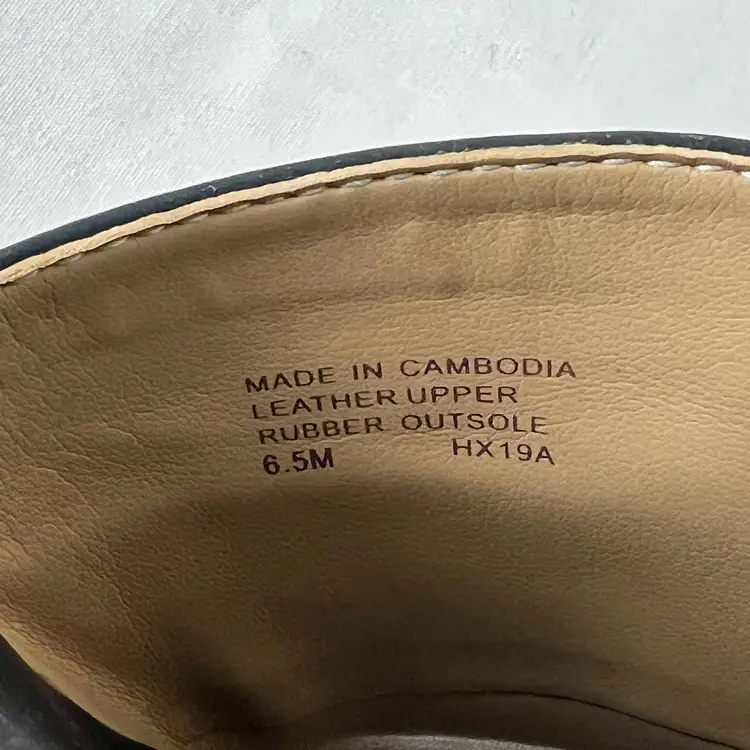 MADE IN CAMBODIA
LEATHER UPPER
RUBBER OUTSOLE
6.5M HX19A